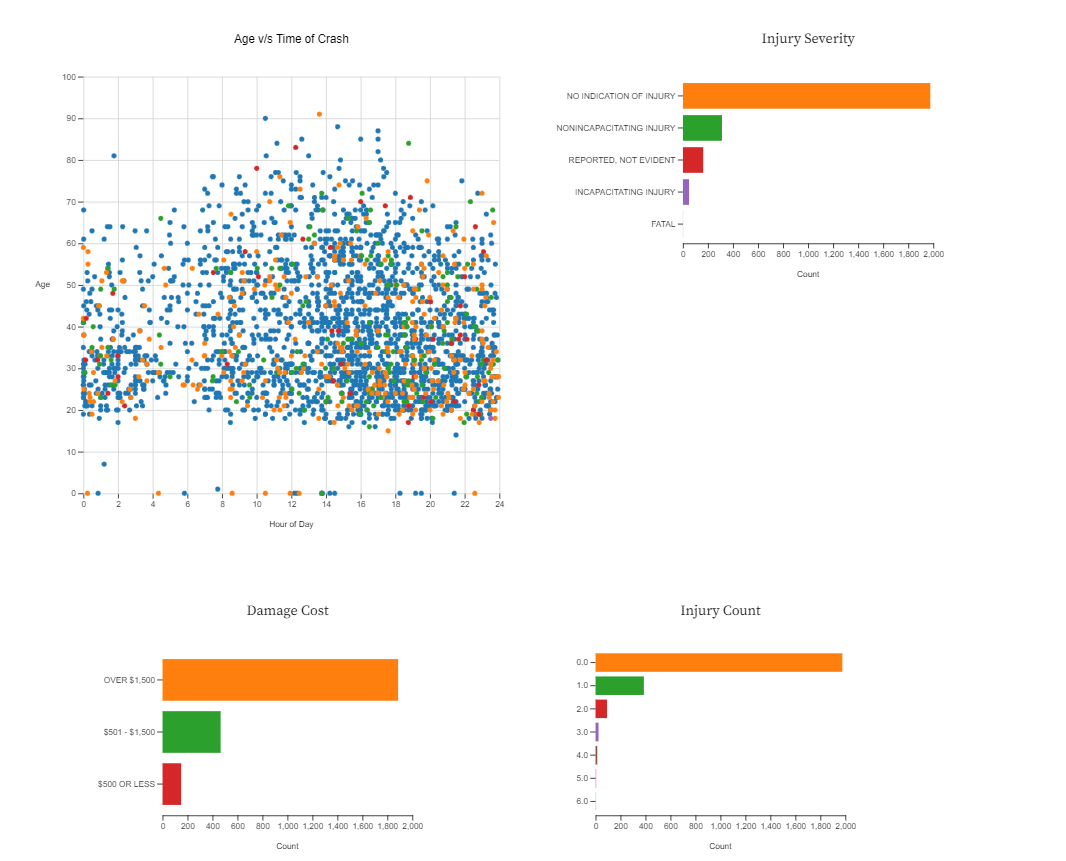 Age v/s Time of Crash
100
90
80
70
60
50
40
30
20
10
0
Age
0 2 4 6 8 10 12 14 16 18 20 22 24
Hour of Day
Injury Severity
NO INDICATION OF INJURY
NONINCAPACITATING INJURY
REPORTED, NOT EVIDENT
INCAPACITATING INJURY
FATAL
0 200 400 600 800 1,000 1,200 1,400 1,600 1,800 2,000
Count
Damage Cost
OVER $1,500
$501 - $1,500
$500 OR LESS
0 200 400 600 800 1,000 1,200 1,400 1,600 1,800 2,000
Count
Injury Count
0.0
1.0
2.0
3.0
4.0
5.0
6.0
0 200 400 600 800 1,000 1,200 1,400 1,600 1,800 2,000
Count